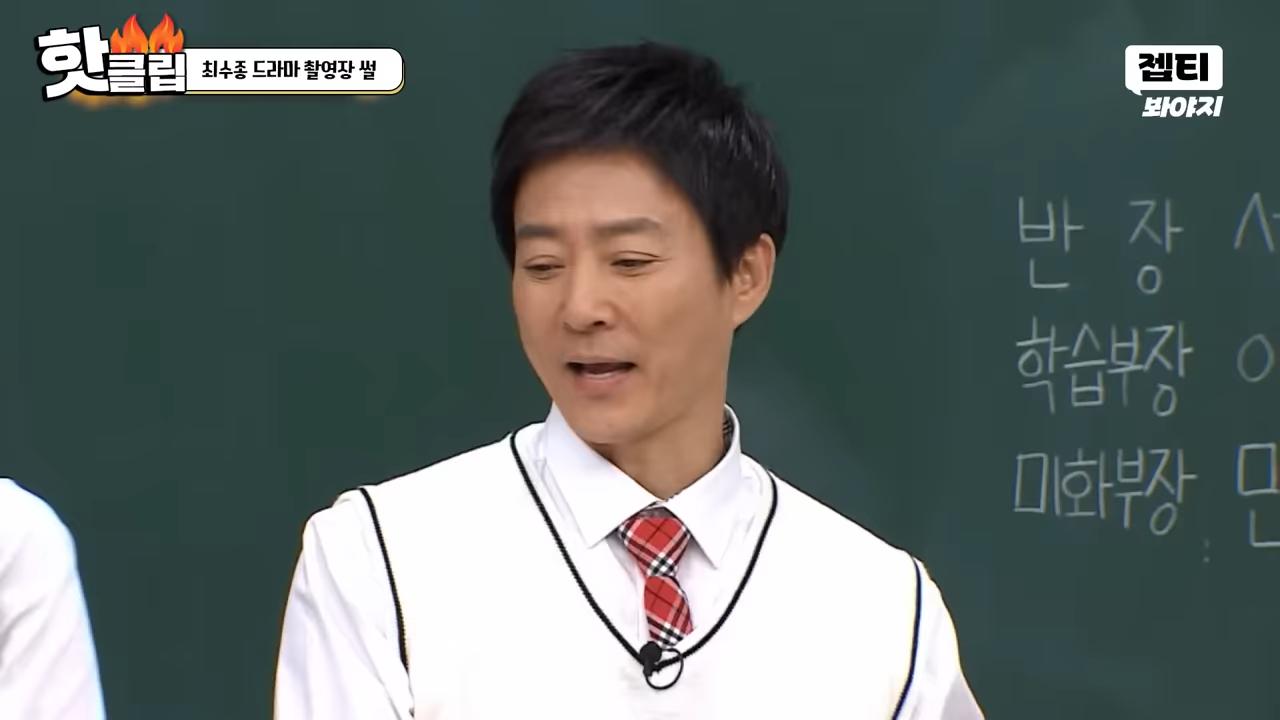 핫클립 최수종 드라마 촬영장 썰
젭티
봐야지
반 장
학습부장
미화부장